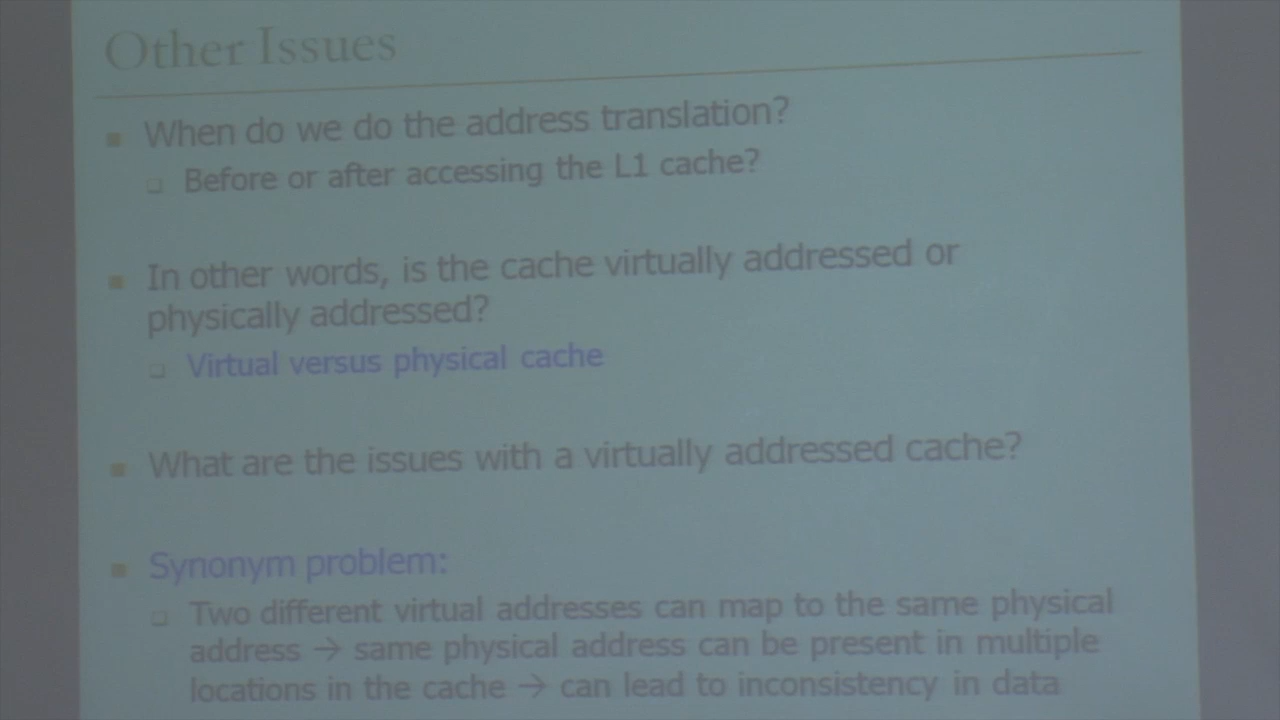 Other Issues
When do we do the address translation?
Before or after accessing the L1 cache?
In other words, is the cache virtually addressed or
physically addressed?
Virtual versus physical cache
What are the issues with a virtually addressed cache?
Synonym problem:
Two different virtual addresses can map to the same physical
address → same physical address can be present in multiple
locations in the cache → can lead to inconsistency in data